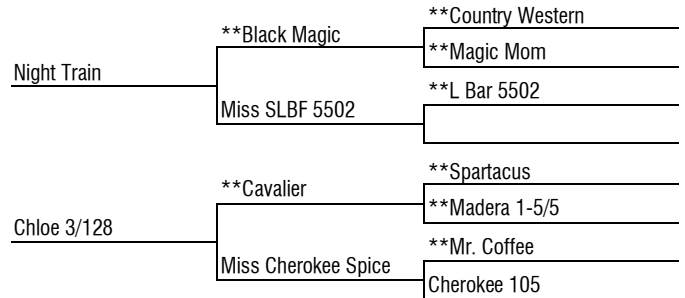 **Country Western
**Black Magic
**Magic Mom
Night Train
**L Bar 5502
Miss SLBF 5502
**Spartacus
**Cavalier
**Madera 1-5/5
Chloe 3/128
**Mr. Coffee
Miss Cherokee Spice
Cherokee 105